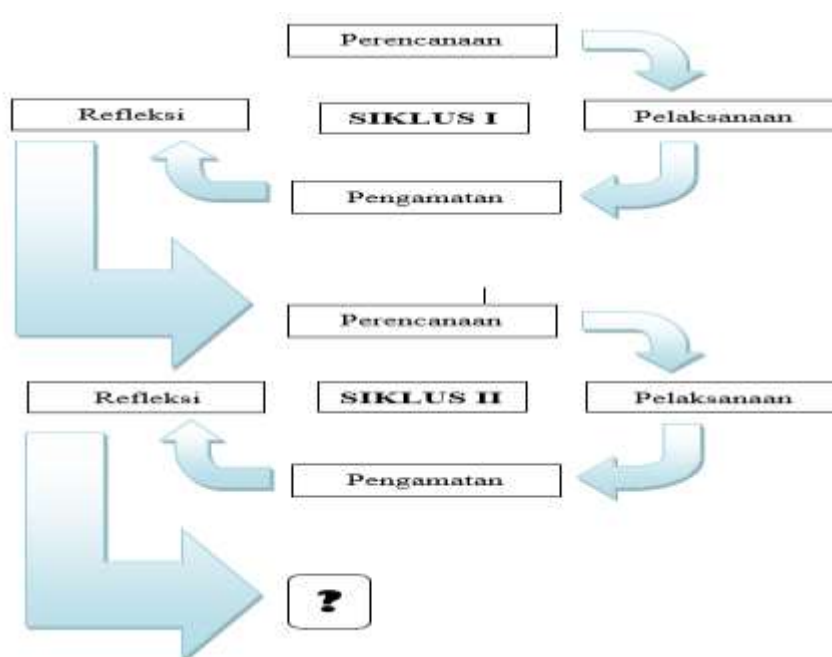 Perencanaan
Refleksi
SIKLUS I
Pelaksanaan
Pengamatan
Perencanaan
Refleksi
SIKLUS II
Pelaksanaan
Pengamatan
?